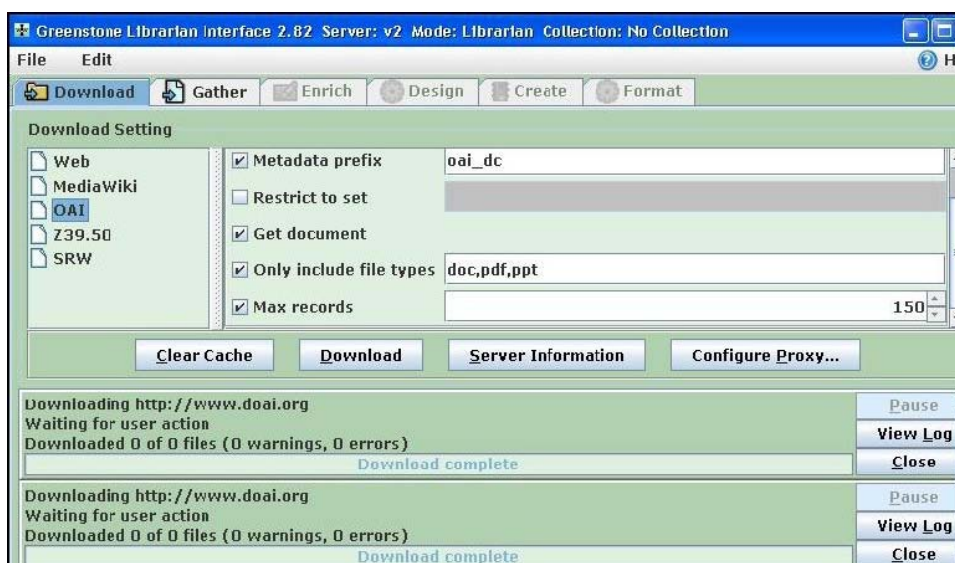 Greenstone Librarian Interface 2.82 Server: v2 Mode: Librarian Collection: No Collection
File Edit H
Download Gather Enrich Design Create Format
Download Setting
Web
MediaWiki
OAI
Z39.50
SRW
Metadata prefix oai_dc
Restrict to set
Get document
Only include file types doc,pdf,ppt
Max records 150
Clear Cache Download Server Information Configure Proxy...
Downloading http://www.doai.org
Waiting for user action
Downloaded 0 of 0 files (0 warnings, 0 errors)
Download complete
Pause
View Log
Close
Downloading http://www.doai.org
Waiting for user action
Downloaded 0 of 0 files (0 warnings, 0 errors)
Download complete
Pause
View Log
Close